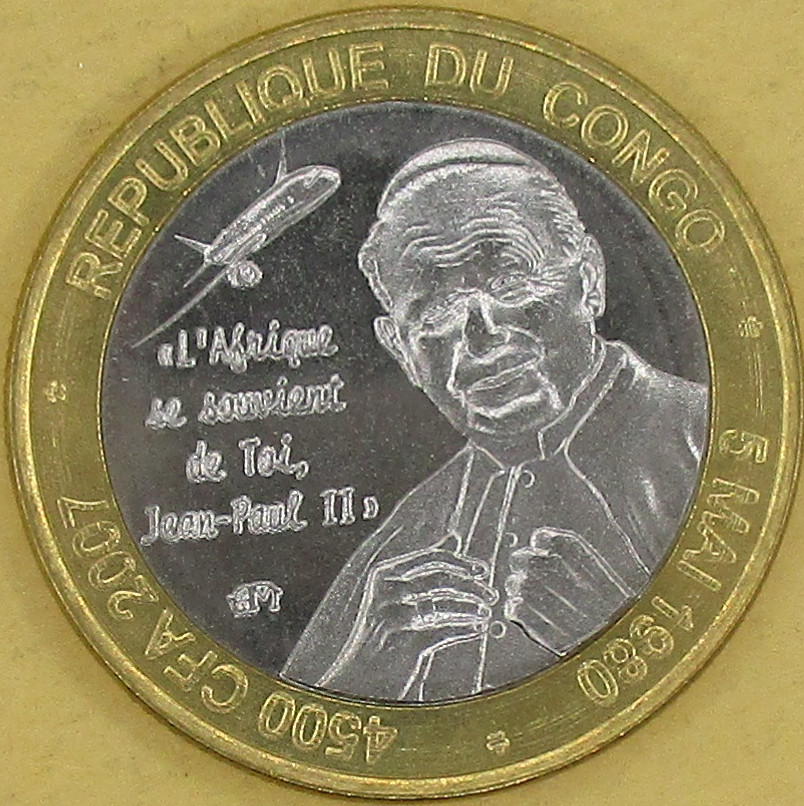 REPUBLIQUE DU CONGO
5 MAI 1980
4500 CFA 2007
«L'Afrique
se souvient
de Toi,
Jean-Paul II»